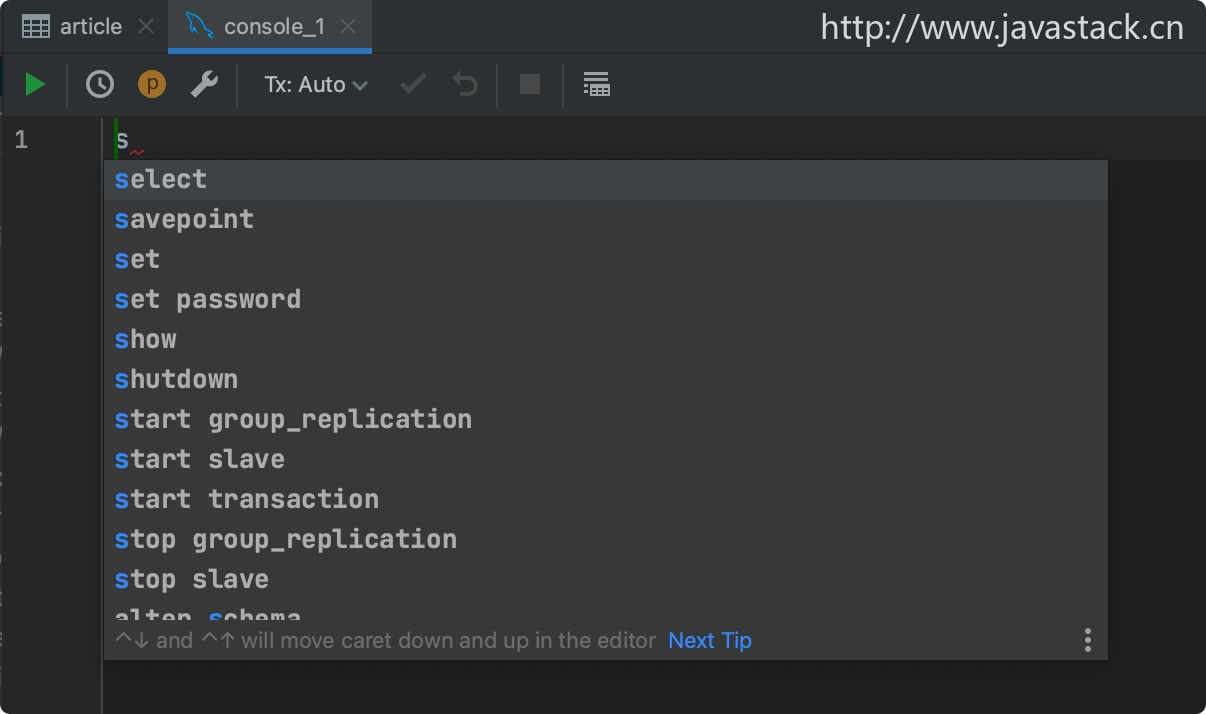 article console_1 http://www.javastack.cn
p Tx: Auto
1 s
select
savepoint
set
set password
show
shutdown
start group_replication
start slave
start transaction
stop group_replication
stop slave
alter schema
^↓ and ^↑ will move caret down and up in the editor Next Tip